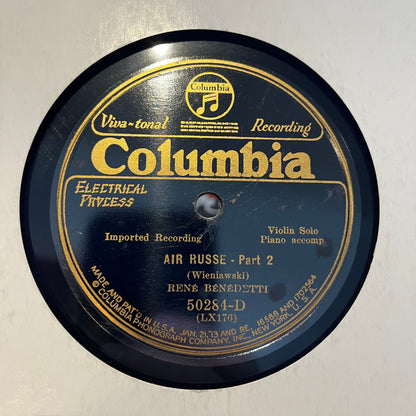 Columbia
Viva-tonal Recording
Columbia
ELECTRICAL
PROCESS
Imported Recording
Violin Solo
Piano accomp.
AIR RUSSE - Part 2
(Wieniawski)
RENÉ BENEDETTI
50284-D
(LX176)
MADE AND PAT'D IN U.S.A. JAN. 21,'13 AND RE. 16588 AND 1702564
© COLUMBIA PHONOGRAPH COMPANY, INC., NEW YORK, U.S.A.